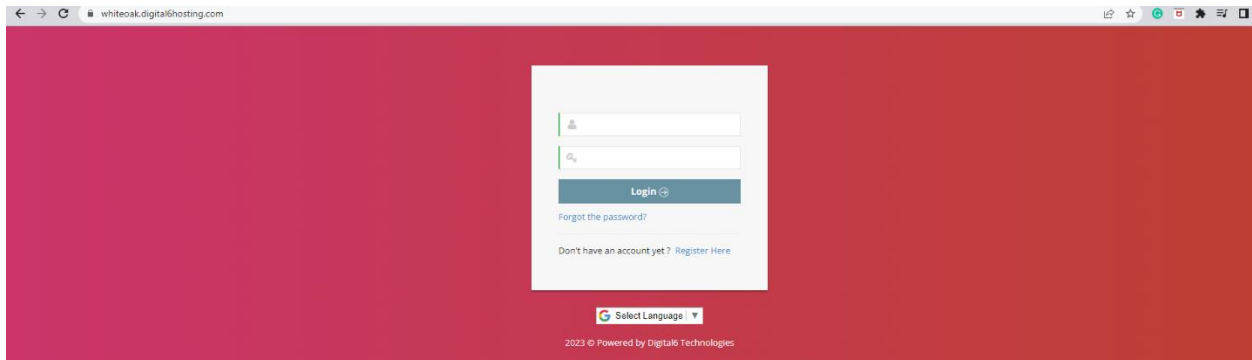 whiteoak.digital6hosting.com
Login
Forgot the password?
Don't have an account yet ? Register Here
G Select Language ▼
2023 © Powered by Digital6 Technologies